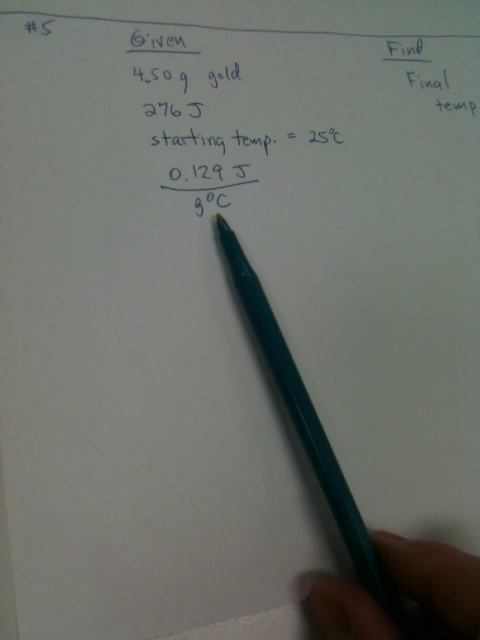 #5
Given
Find
4.50 g gold
Final
temp
276 J
starting temp. = 25°C
0.129 J
g°C